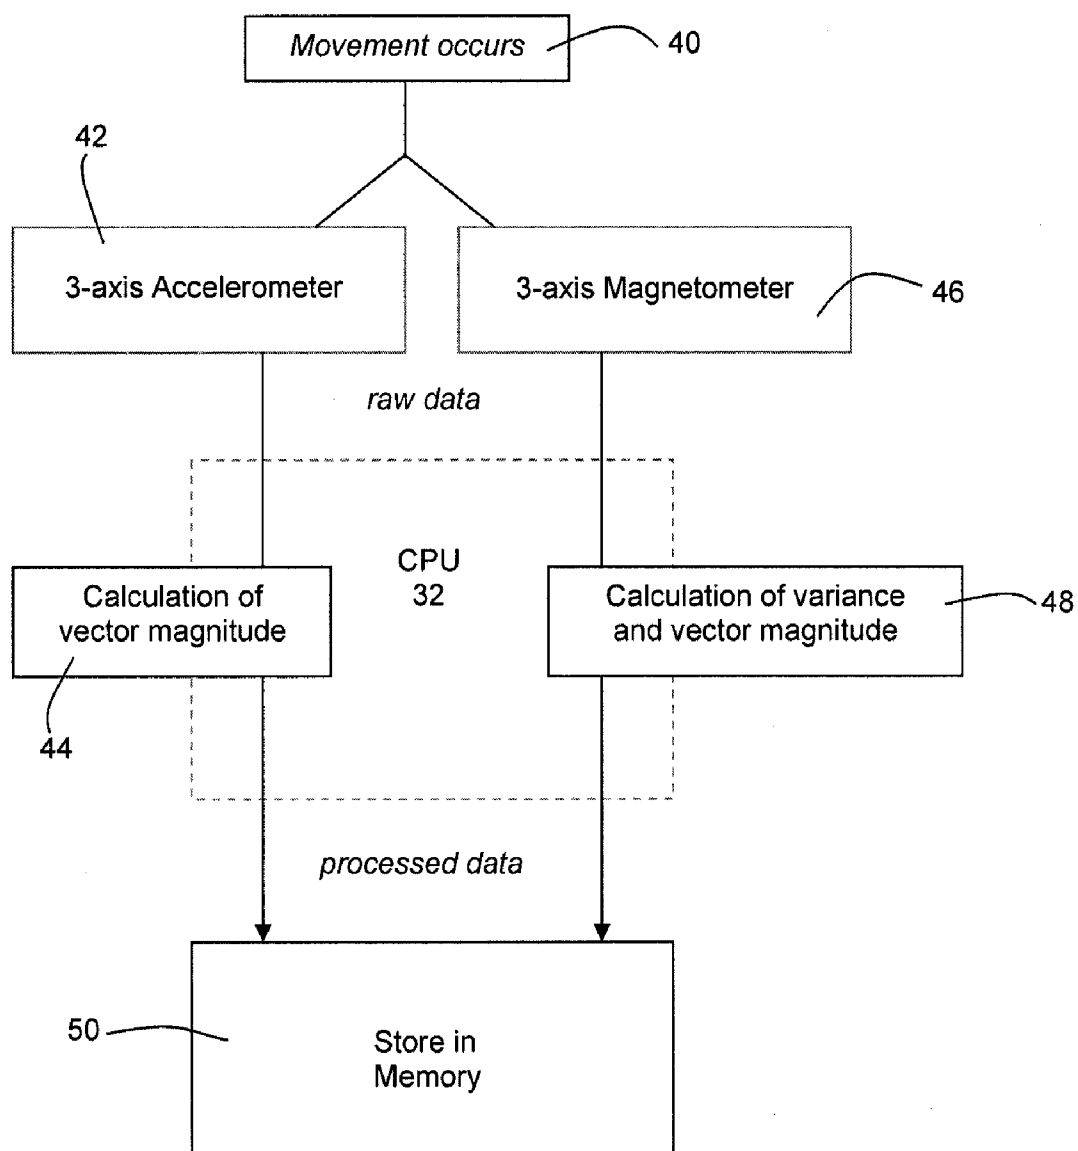 Movement occurs
40
42
3-axis Accelerometer
3-axis Magnetometer
46
raw data
CPU
32
Calculation of
vector magnitude
Calculation of variance
and vector magnitude
48
44
processed data
50
Store in
Memory